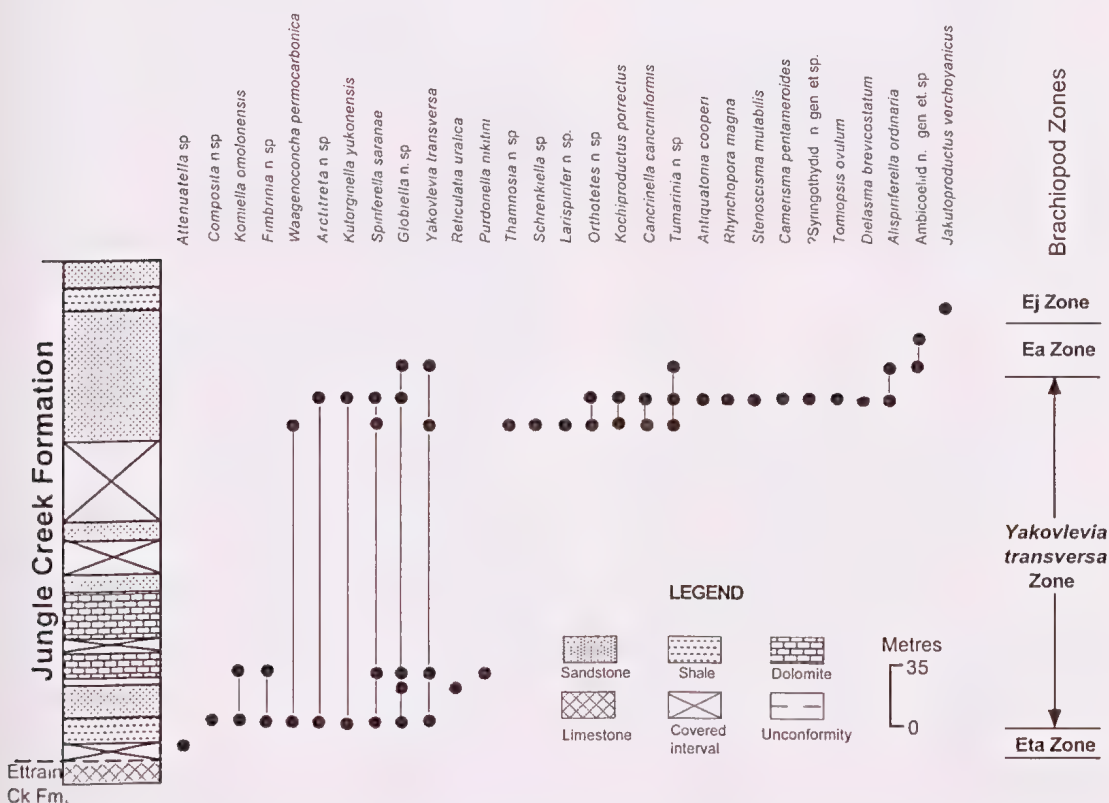 Attenuatella sp
Composita n sp
Komiella omolonensis
Fimbrinia n sp
Waagenoconcha permocarbonica
Arctitreta n sp
Kutorginella yukonensis
Spiriferella saranae
Globiella n. sp
Yakovlevia transversa
Reticulatia uralica
Purdonella nikitini
Thamnosia n sp
Schrenkiella sp
Larispirifer n sp.
Orthotetes n sp
Kochiproductus porrectus
Cancrinella cancriniformis
Tumarinia n sp
Antiquatonia cooperi
Rhynchopora magna
Stenoscisma mutabilis
Camerisma pentameroides
?Syringothydid n gen et sp.
Tomiopsis ovulum
Dielasma brevicostatum
Alispiriferella ordinaria
Ambicoeliid n. gen et. sp
Jakutoproductus verchoyanicus
Brachiopod Zones
Jungle Creek Formation
Ettrain
Ck Fm.
Ej Zone
Ea Zone
Yakovlevia
transversa
Zone
Eta Zone
LEGEND
Sandstone
Shale
Dolomite
Limestone
Covered
interval
Unconformity
Metres
35
0